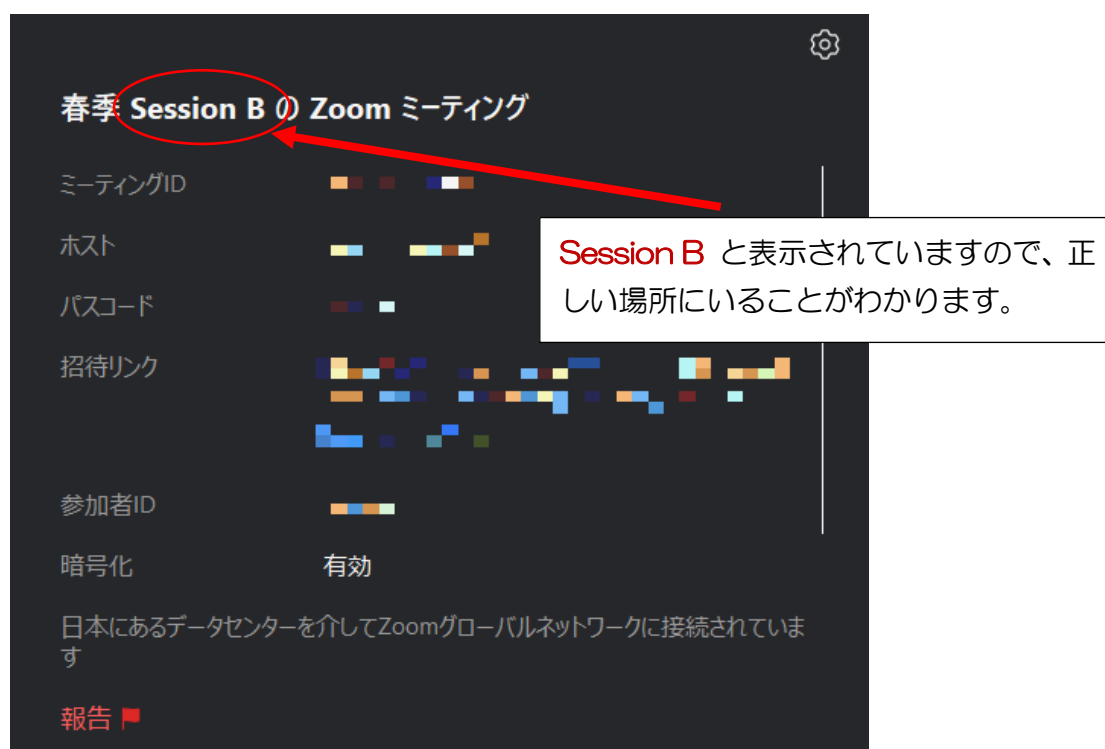 春季 Session B の Zoom ミーティング
ミーティングID
ホスト
Session B と表示されていますので、正
しい場所にいることがわかります。
パスコード
招待リンク
参加者ID
暗号化 有効
日本にあるデータセンターを介してZoomグローバルネットワークに接続されていま
す
報告